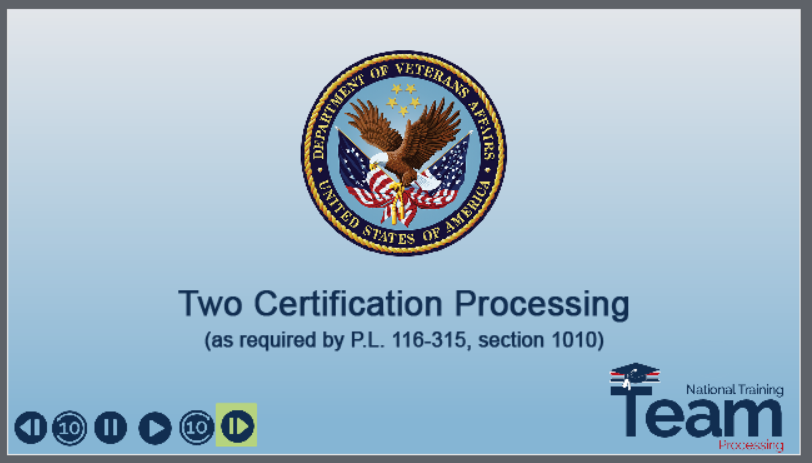 DEPARTMENT OF VETERANS AFFAIRS
UNITED STATES OF AMERICA
Two Certification Processing
(as required by P.L. 116-315, section 1010)
National Training
Team
Processing
10
10